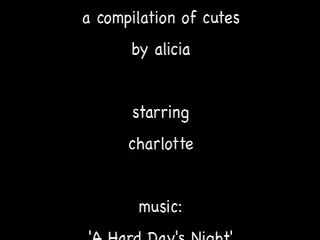 a compilation of cutes
by alicia
starring
charlotte
music:
'A Hard Day's Night'